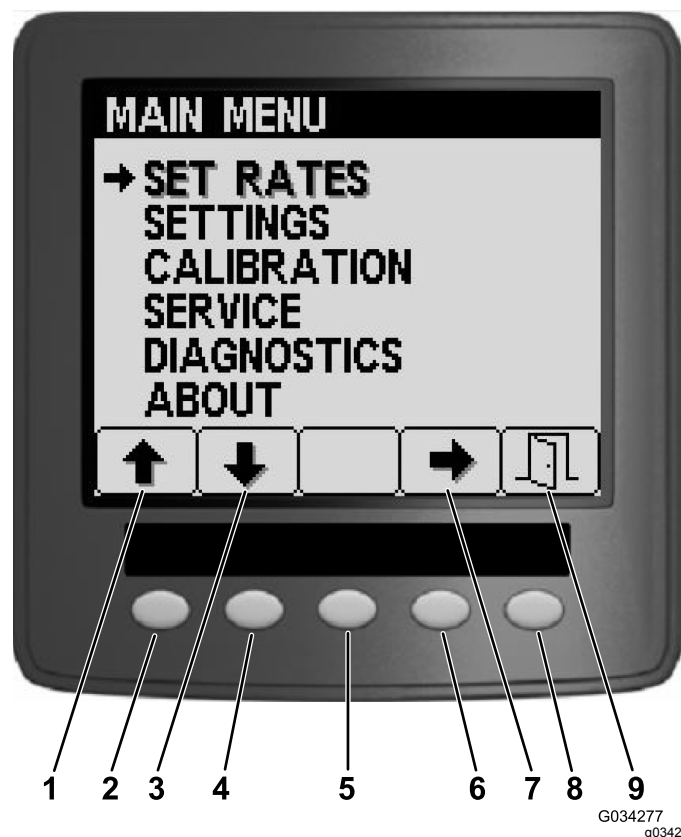 MAIN MENU
SET RATES
SETTINGS
CALIBRATION
SERVICE
DIAGNOSTICS
ABOUT
1 2 3 4 5 6 7 8 9
G034277
g0342